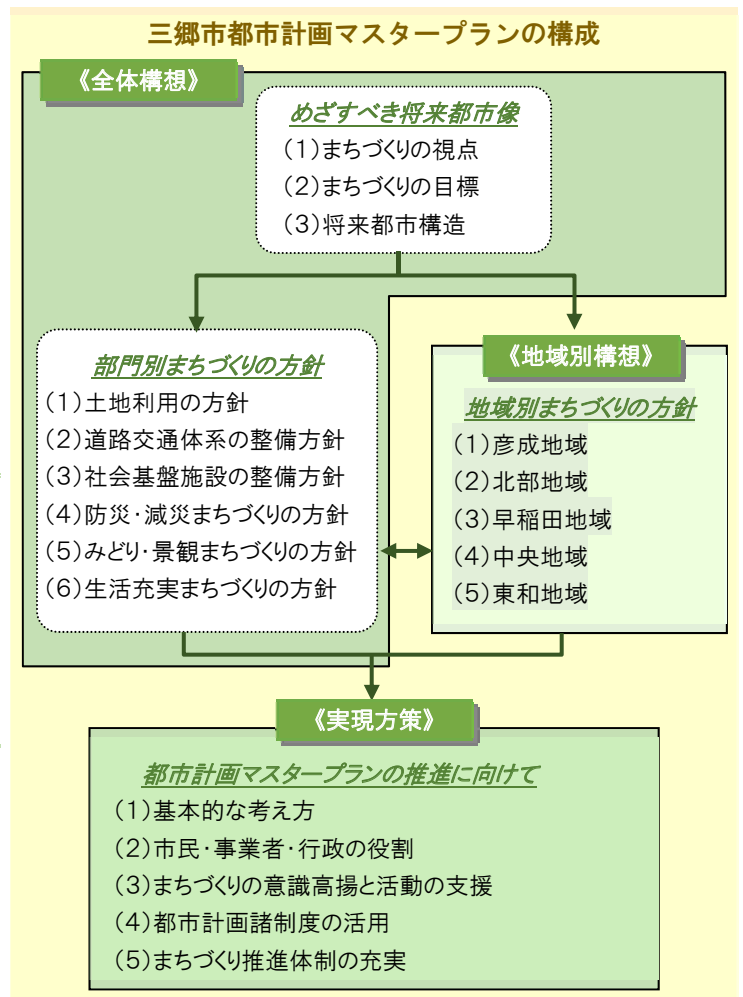 三郷市都市計画マスタープランの構成
《全体構想》
めざすべき将来都市像
(1)まちづくりの視点
(2)まちづくりの目標
(3)将来都市構造
部門別まちづくりの方針
(1)土地利用の方針
(2)道路交通体系の整備方針
(3)社会基盤施設の整備方針
(4)防災・減災まちづくりの方針
(5)みどり・景観まちづくりの方針
(6)生活充実まちづくりの方針
《地域別構想》
地域別まちづくりの方針
(1)彦成地域
(2)北部地域
(3)早稲田地域
(4)中央地域
(5)東和地域
《実現方策》
都市計画マスタープランの推進に向けて
(1)基本的な考え方
(2)市民・事業者・行政の役割
(3)まちづくりの意識高揚と活動の支援
(4)都市計画諸制度の活用
(5)まちづくり推進体制の充実